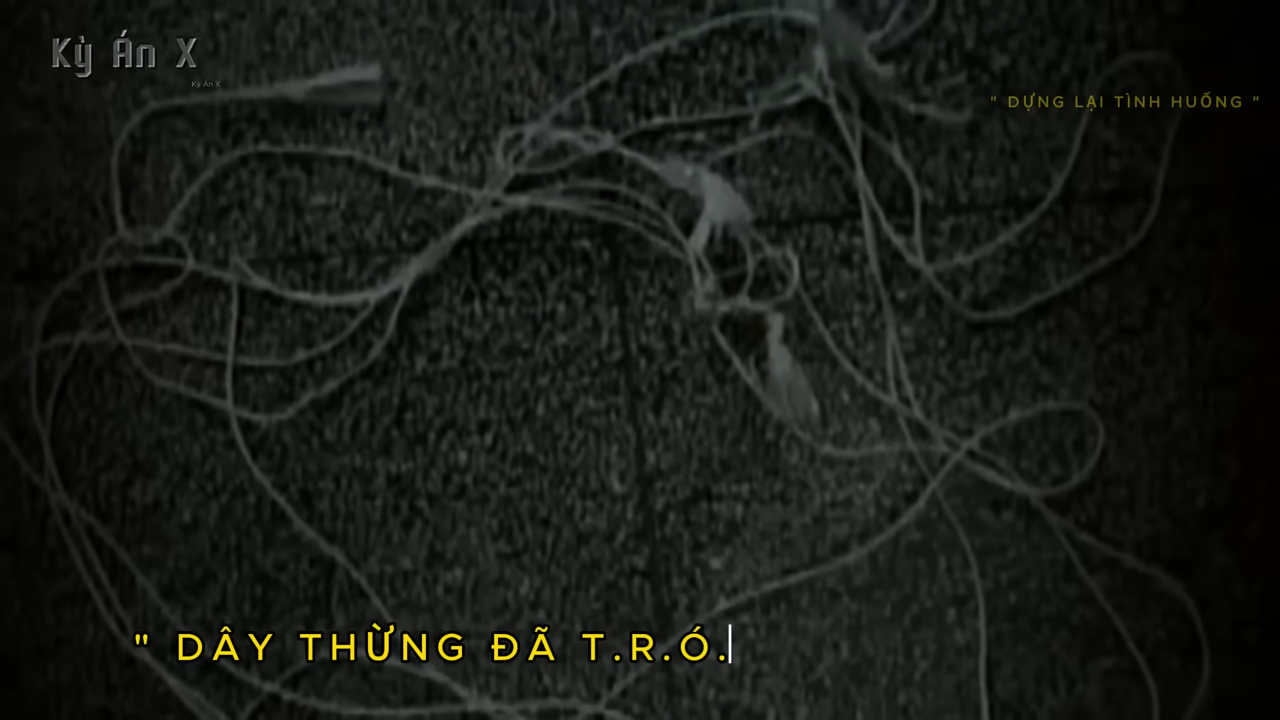 Kỳ Án X
Kỳ Án X
" DỰNG LẠI TÌNH HUỐNG "
" DÂY THỪNG ĐÃ T.R.Ó.